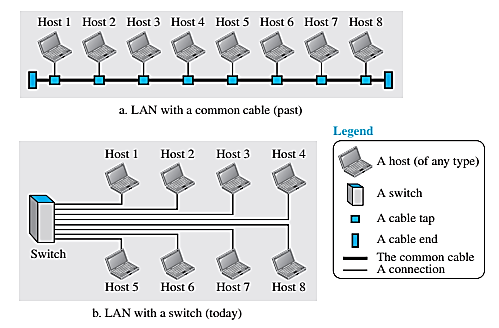 Host 1 Host 2 Host 3 Host 4 Host 5 Host 6 Host 7 Host 8
a. LAN with a common cable (past)
Legend
A host (of any type)
A switch
A cable tap
A cable end
The common cable
A connection
Host 1 Host 2 Host 3 Host 4
Switch
Host 5 Host 6 Host 7 Host 8
b. LAN with a switch (today)